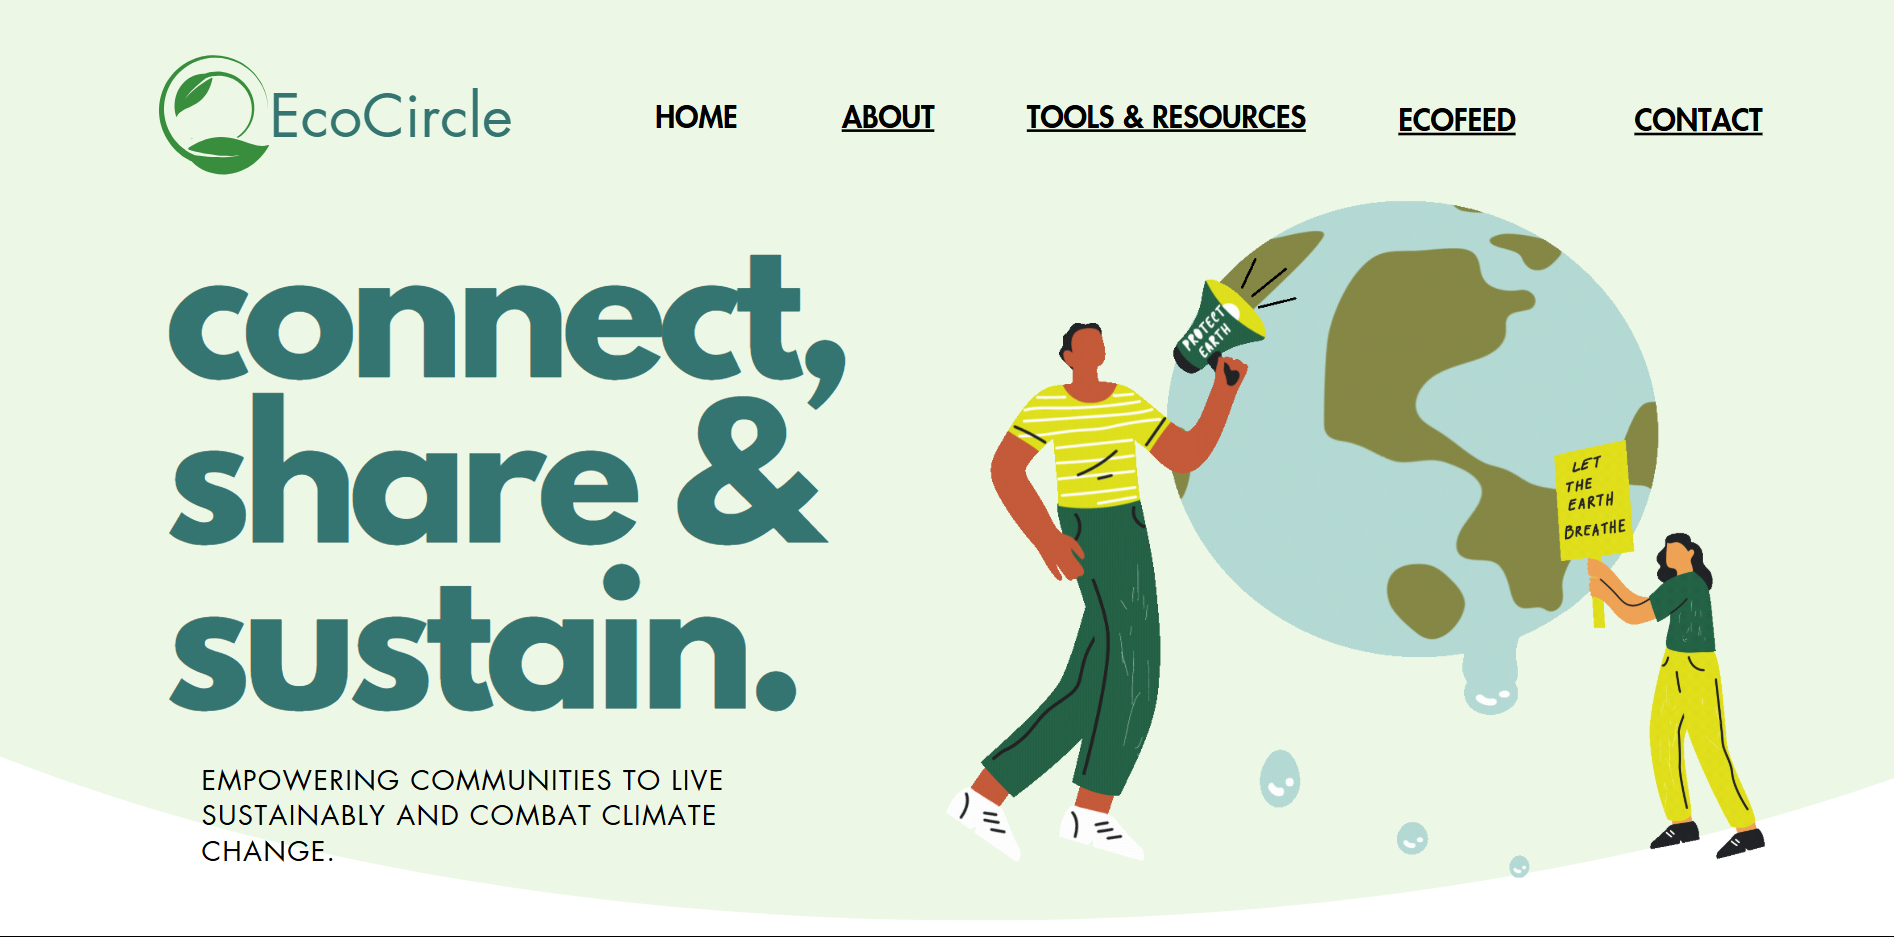 EcoCircle
HOME
ABOUT
TOOLS & RESOURCES
ECOFEED
CONTACT
connect,
share &
sustain.
EMPOWERING COMMUNITIES TO LIVE
SUSTAINABLY AND COMBAT CLIMATE
CHANGE.
PROTECT
EARTH
LET
THE
EARTH
BREATHE